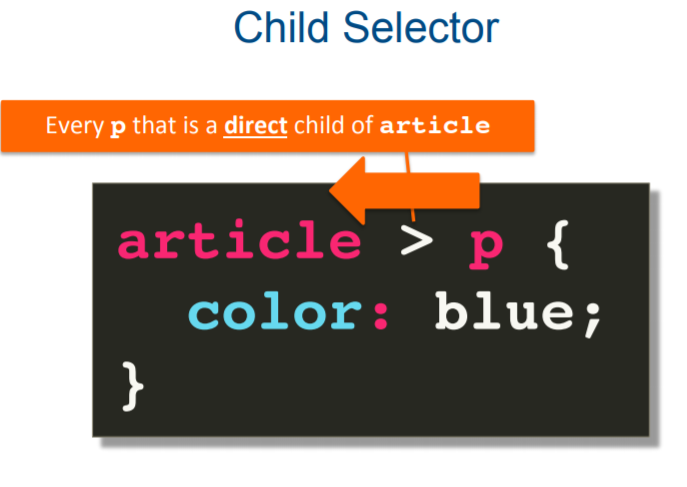 Child Selector
Every p that is a direct child of article
article > p {
color: blue;
}